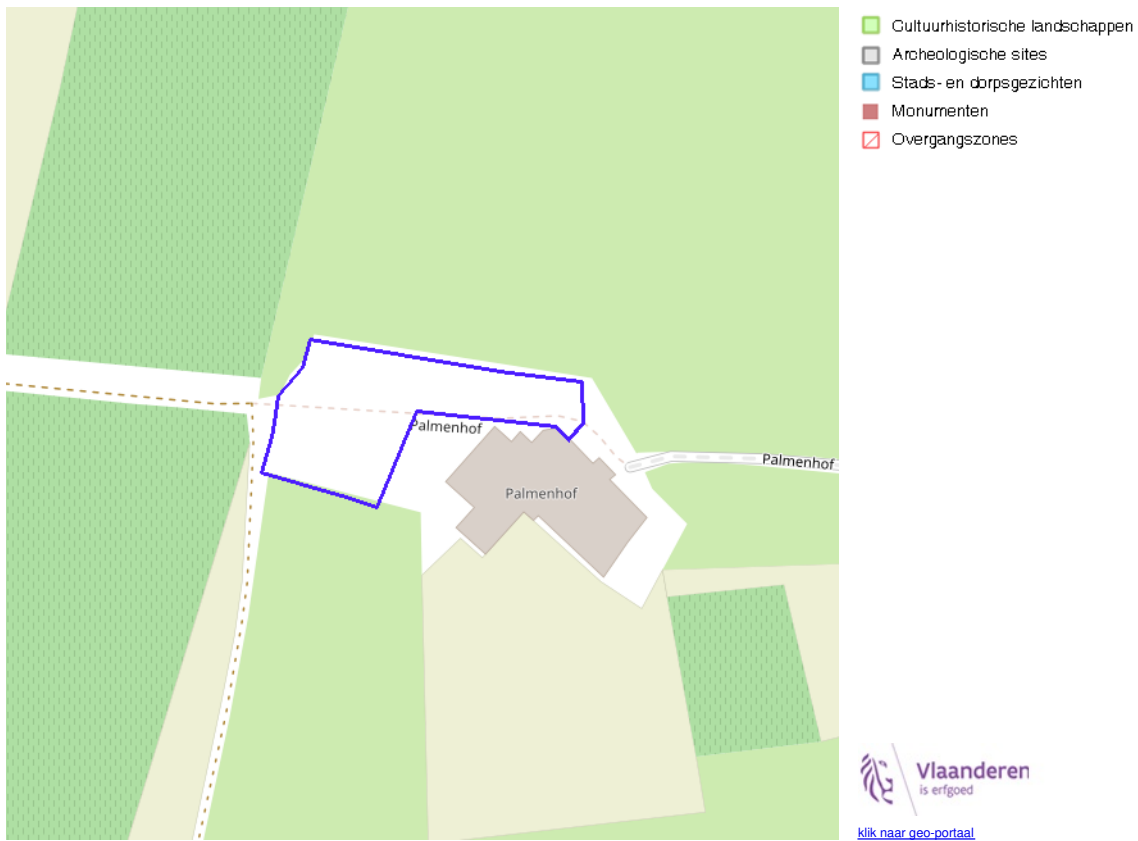 Cultuurhistorische landschappen
Archeologische sites
Stads- en dorpsgezichten
Monumenten
Overgangszones
Palmenhof
Palmenhof
Palmenhof
Vlaanderen
is erfgoed
klik naar geo-portaal